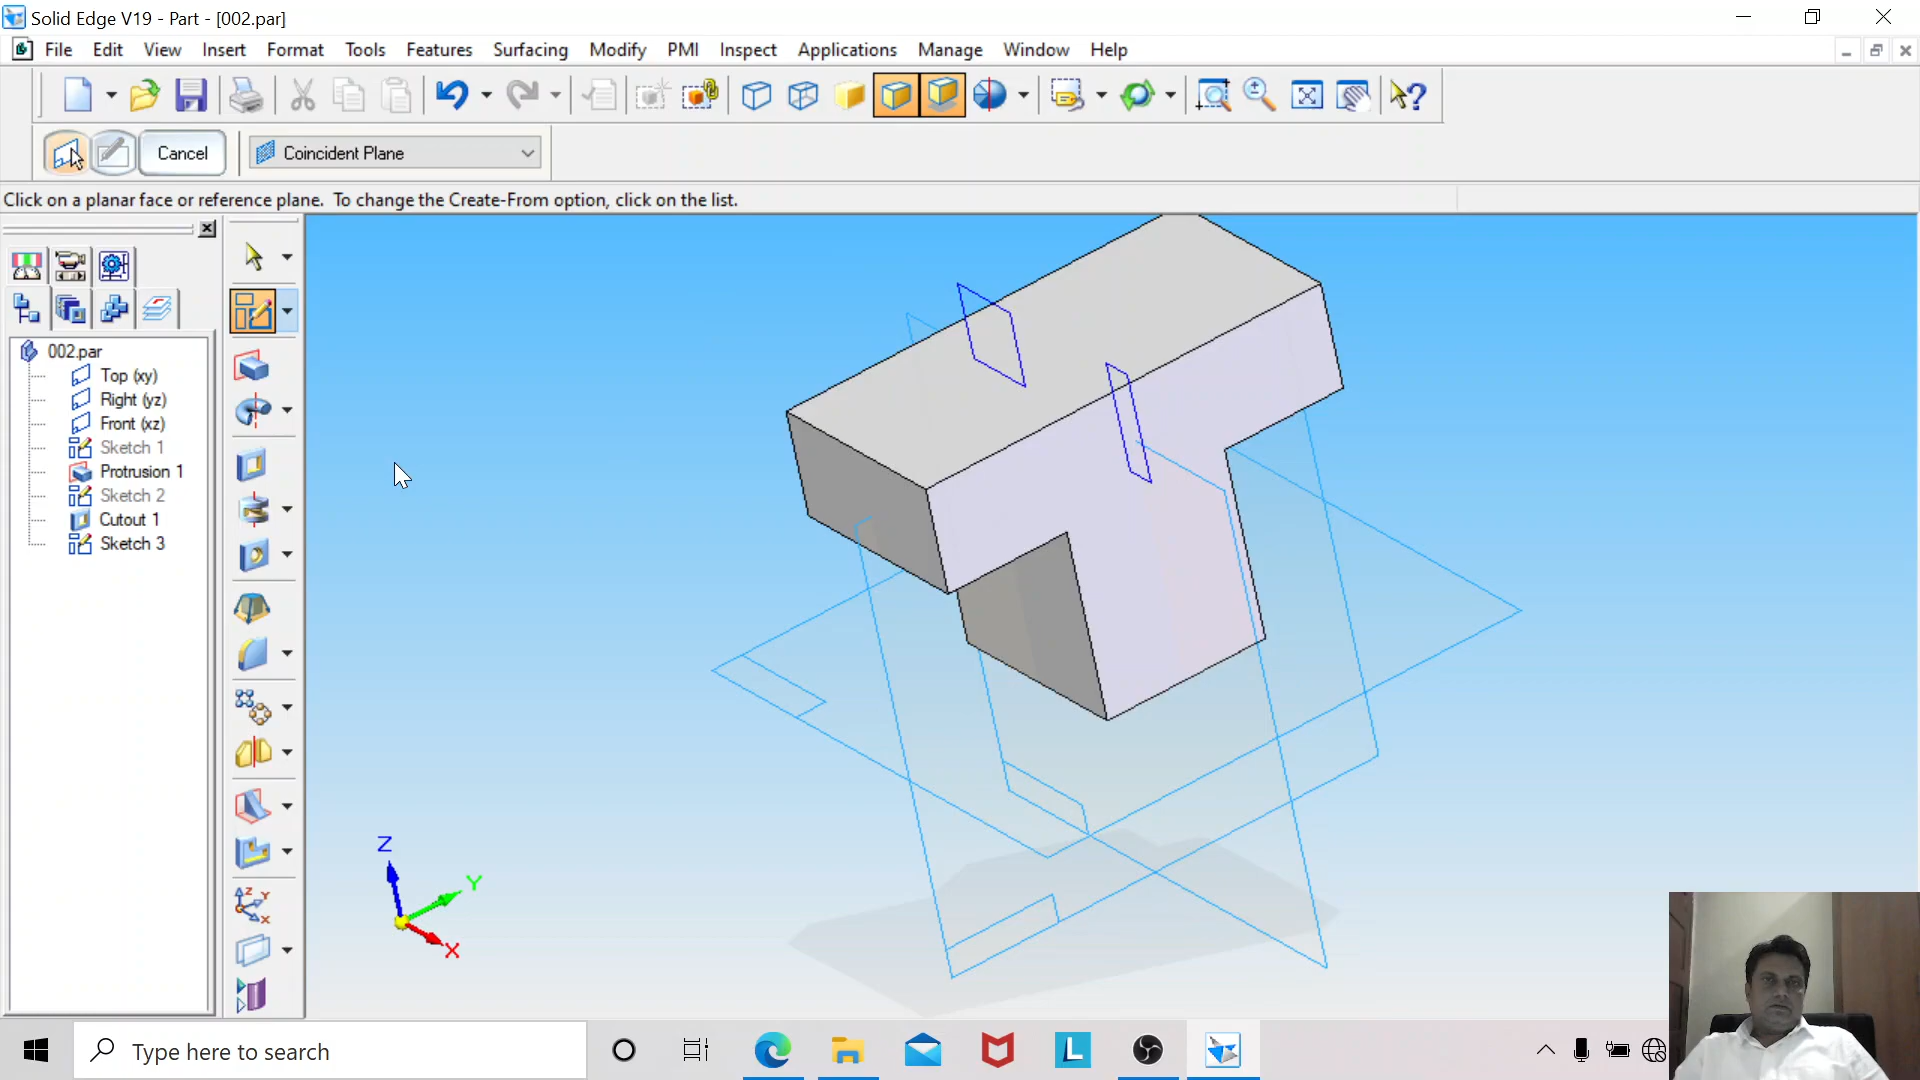 Solid Edge V19 - Part - [002.par]
File Edit View Insert Format Tools Features Surfacing Modify PMI Inspect Applications Manage Window Help
Cancel Coincident Plane
Click on a planar face or reference plane. To change the Create-From option, click on the list.
002.par
Top (xy)
Right (yz)
Front (xz)
Sketch 1
Protrusion 1
Sketch 2
Cutout 1
Sketch 3
Z
Y
X
Type here to search